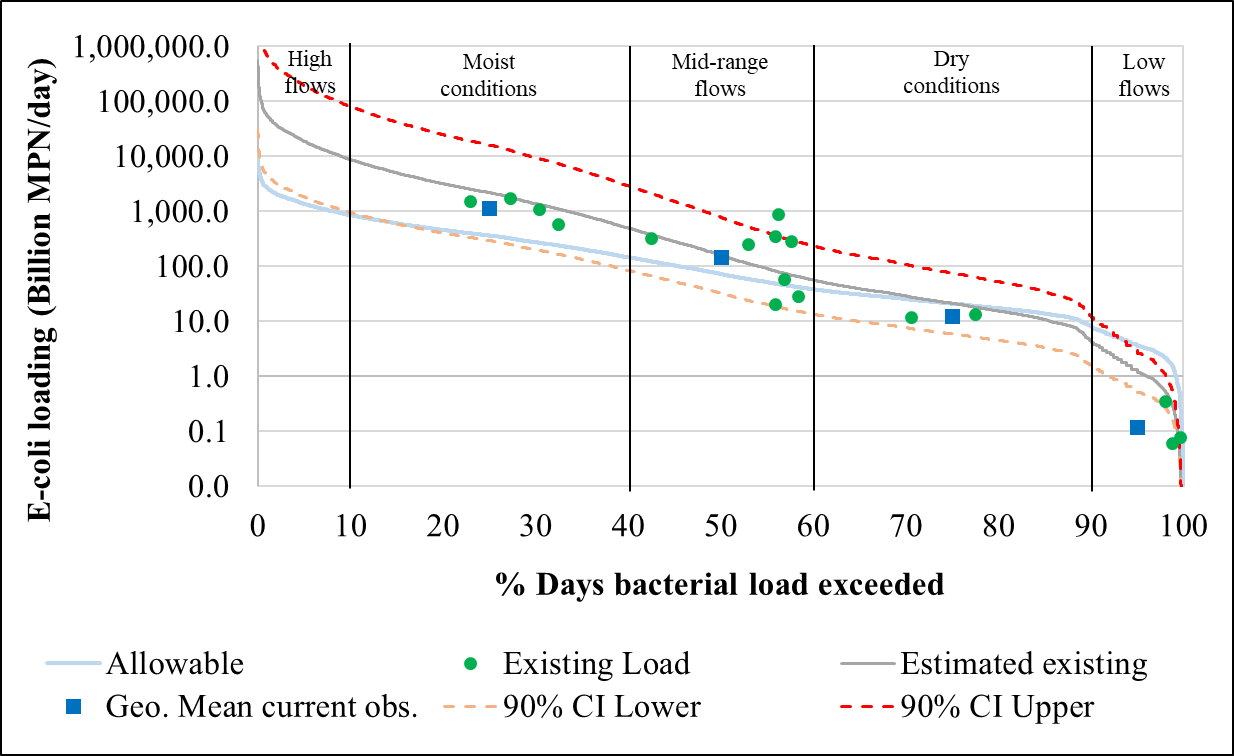 E-coli loading (Billion MPN/day)
1,000,000.0
100,000.0
10,000.0
1,000.0
100.0
10.0
1.0
0.1
0.0
High
flows
Moist
conditions
Mid-range
flows
Dry
conditions
Low
flows
0 10 20 30 40 50 60 70 80 90 100
% Days bacterial load exceeded
Allowable Existing Load Estimated existing
Geo. Mean current obs. 90% CI Lower 90% CI Upper